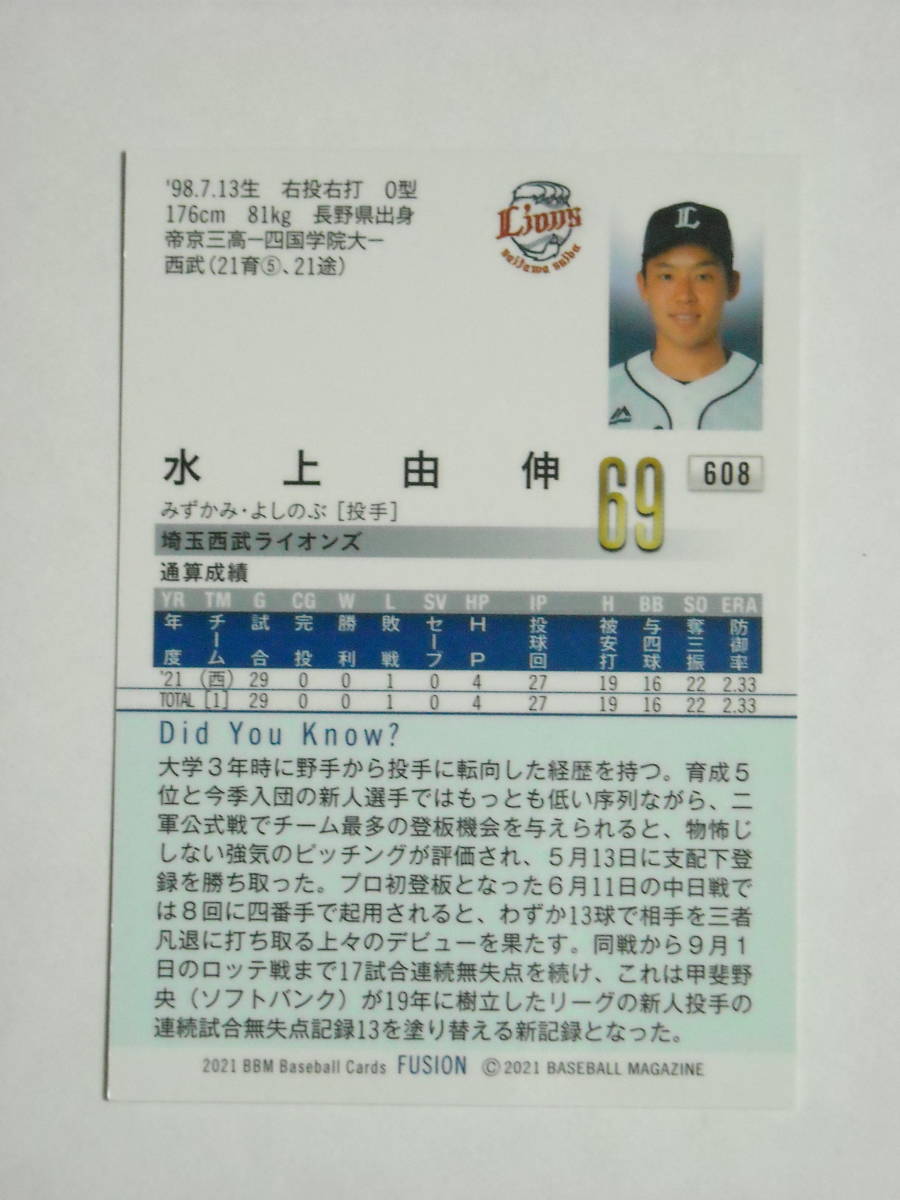 '98.7.13生 右投右打 O型
176cm 81kg 長野県出身
帝京三高ー四国学院大ー
西武(21育⑤、21途)
Lions
Saitama Seibu
L
水上由伸
69
608
みずかみ・よしのぶ [投手]
埼玉西武ライオンズ
通算成績
YR TM G CG W L SV HP IP H BB SO ERA
年度 チーム 試合 完投 勝利 敗戦 セーブ HP 投球回 被安打 与四球 奪三振 防御率
'21 (西) 29 0 0 1 0 4 27 19 16 22 2.33
TOTAL [1] 29 0 0 1 0 4 27 19 16 22 2.33
Did You Know?
大学3年時に野手から投手に転向した経歴を持つ。育成5
位と今季入団の新人選手ではもっとも低い序列ながら、二
軍公式戦でチーム最多の登板機会を与えられると、物怖じ
しない強気のピッチングが評価され、5月13日に支配下登
録を勝ち取った。プロ初登板となった6月11日の中日戦で
は8回に四番手で起用されると、わずか13球で相手を三者
凡退に打ち取る上々のデビューを果たす。同戦から9月1
日のロッテ戦まで17試合連続無失点を続け、これは甲斐野
央(ソフトバンク)が19年に樹立したリーグの新人投手の
連続試合無失点記録13を塗り替える新記録となった。
2021 BBM Baseball Cards FUSION ©2021 BASEBALL MAGAZINE